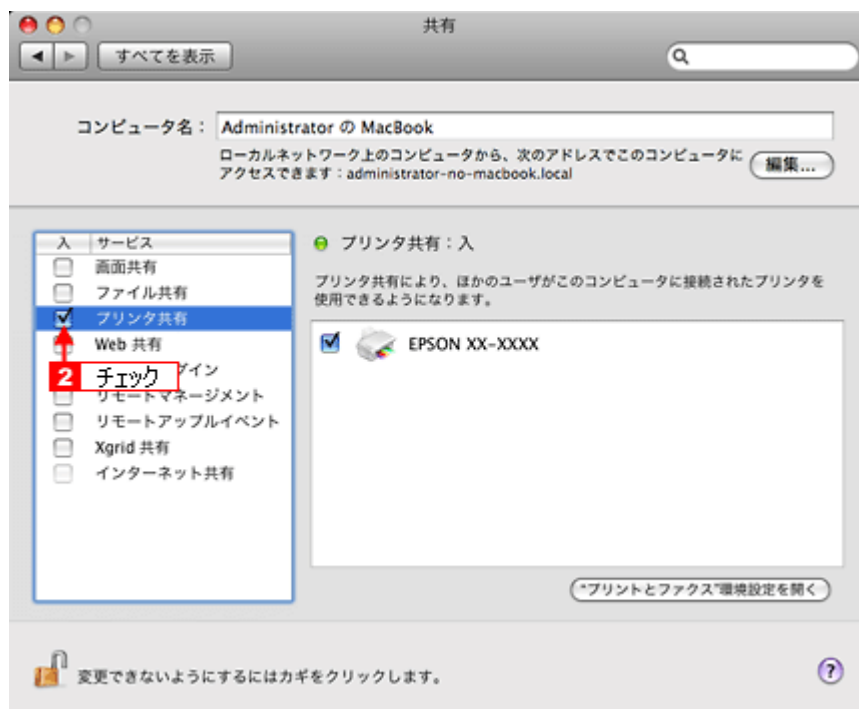 共有
すべてを表示
コンピュータ名：
Administrator の MacBook
ローカルネットワーク上のコンピュータから、次のアドレスでこのコンピュータに
アクセスできます：administrator-no-macbook.local
編集...
入 サービス
画面共有
ファイル共有
プリンタ共有
Web 共有
グイン
2 チェック
リモートマネージメント
リモートアップルイベント
Xgrid 共有
インターネット共有
プリンタ共有：入
プリンタ共有により、ほかのユーザがこのコンピュータに接続されたプリンタを
使用できるようになります。
EPSON XX-XXXX
"プリントとファクス"環境設定を開く
変更できないようにするにはカギをクリックします。
?